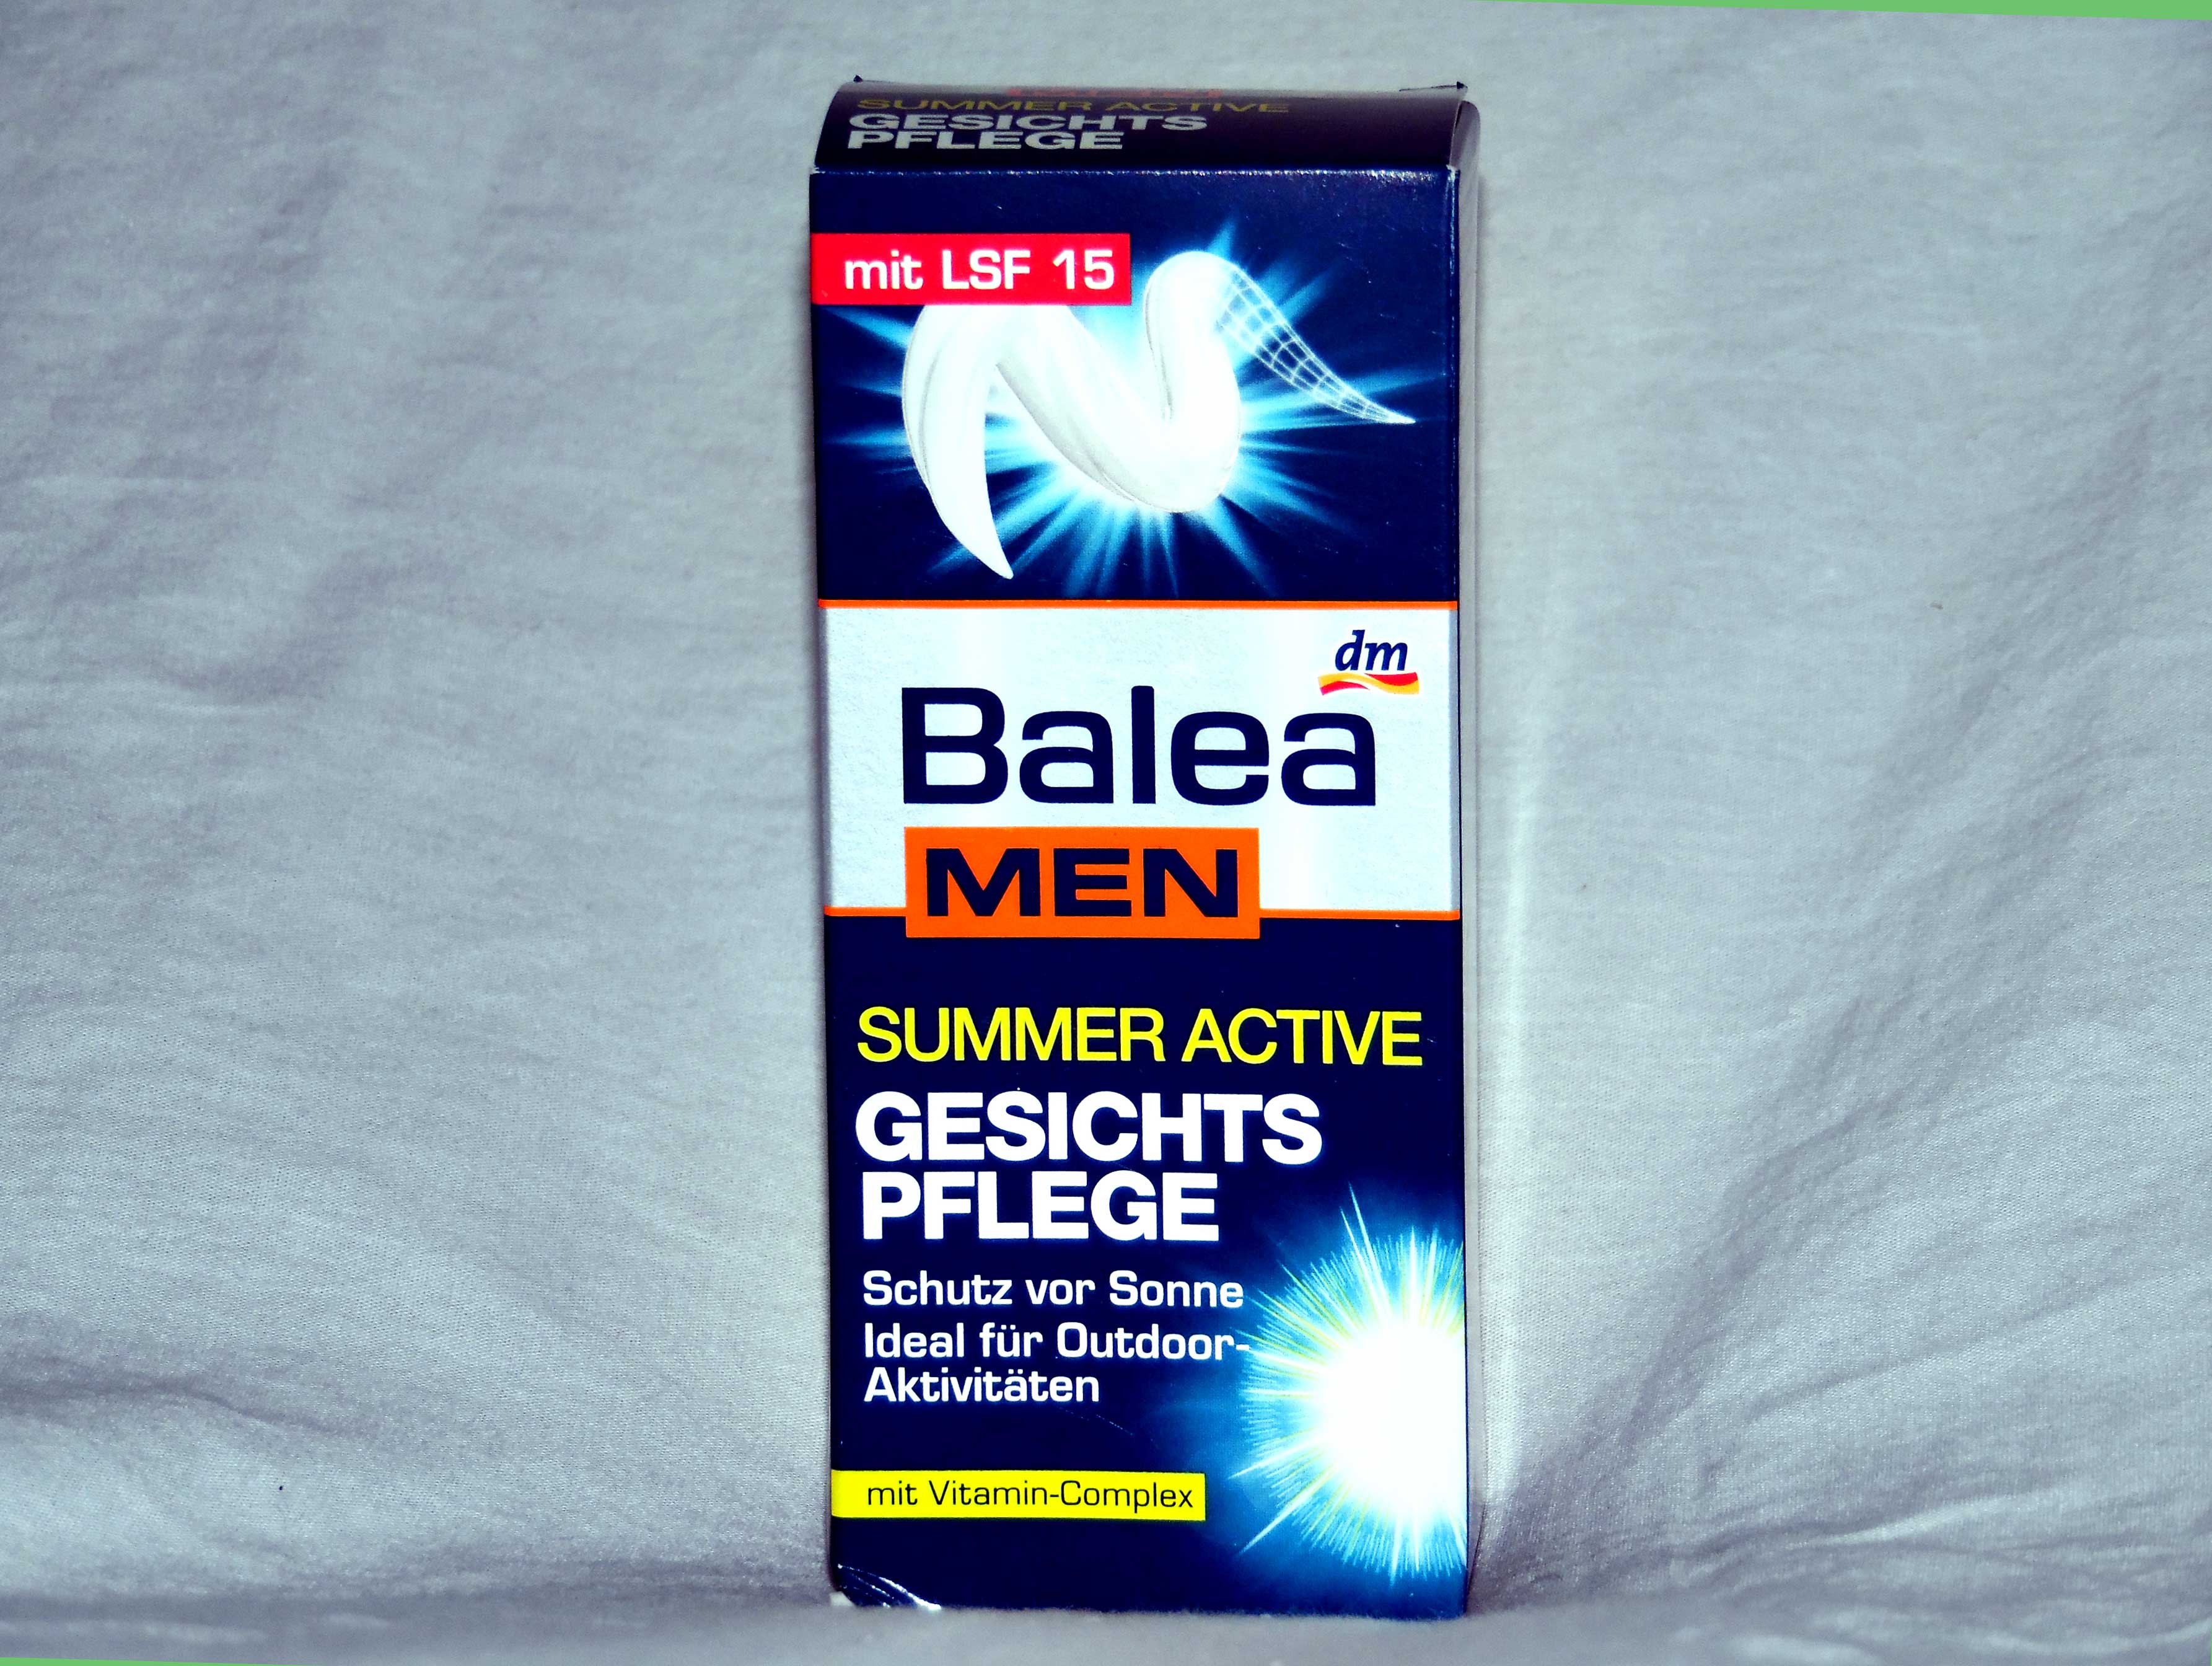 SUMMER ACTIVE
GESICHTS
PFLEGE
mit LSF 15
dm
Balea
MEN
SUMMER ACTIVE
GESICHTS
PFLEGE
Schutz vor Sonne
Ideal für Outdoor-
Aktivitäten
mit Vitamin-Complex